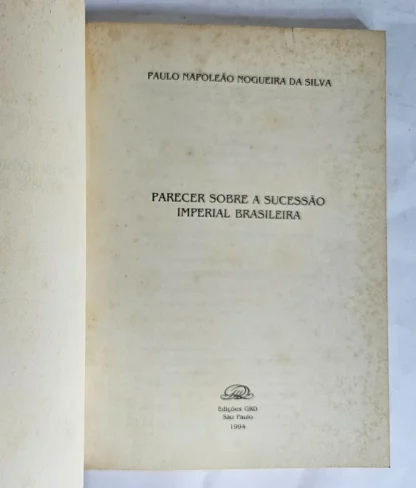 PAULO NAPOLEÃO NOGUEIRA DA SILVA
PARECER SOBRE A SUCESSÃO
IMPERIAL BRASILEIRA
Edições GRD
São Paulo
1994